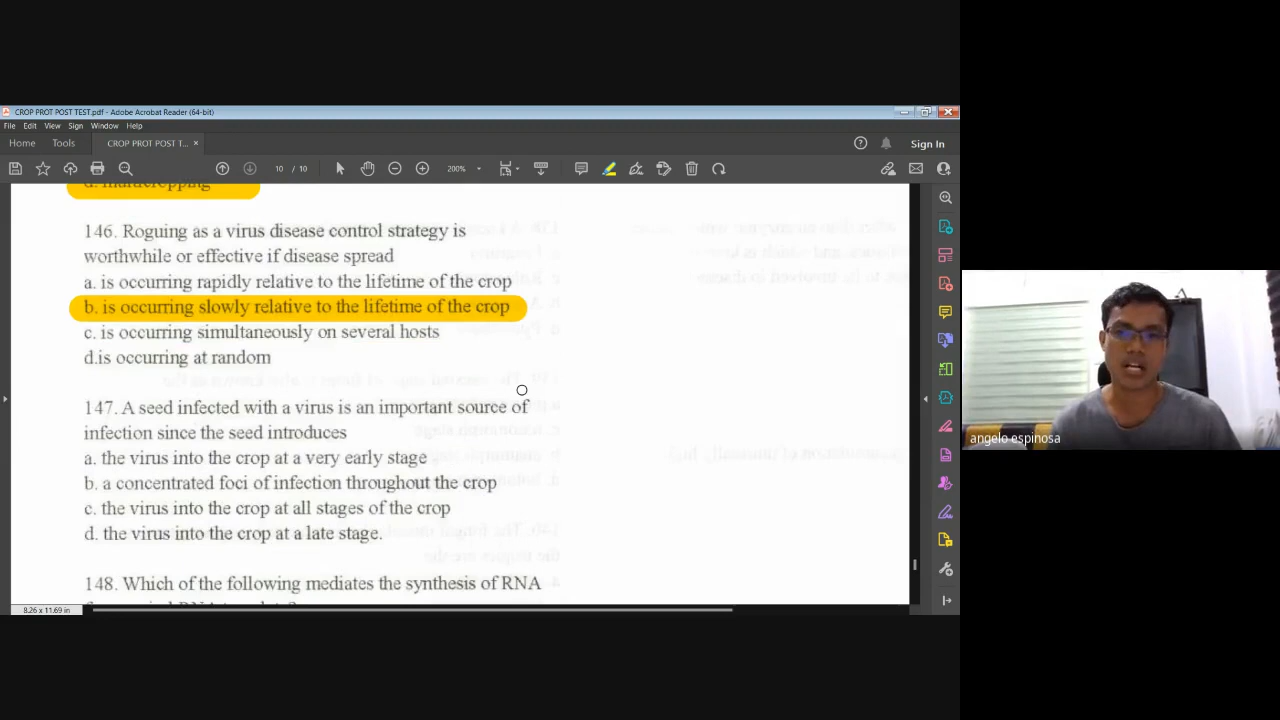 CROP PROT POST TEST.pdf - Adobe Acrobat Reader (64-bit)
File Edit View Sign Window Help
Home Tools CROP PROT POST T... × Sign In
10 / 10 200%
d. multicropping
146. Roguing as a virus disease control strategy is
worthwhile or effective if disease spread
a. is occurring rapidly relative to the lifetime of the crop
b. is occurring slowly relative to the lifetime of the crop
c. is occurring simultaneously on several hosts
d.is occurring at random
147. A seed infected with a virus is an important source of
infection since the seed introduces
a. the virus into the crop at a very early stage
b. a concentrated foci of infection throughout the crop
c. the virus into the crop at all stages of the crop
d. the virus into the crop at a late stage.
148. Which of the following mediates the synthesis of RNA
8.26 x 11.69 in
angelo espinosa